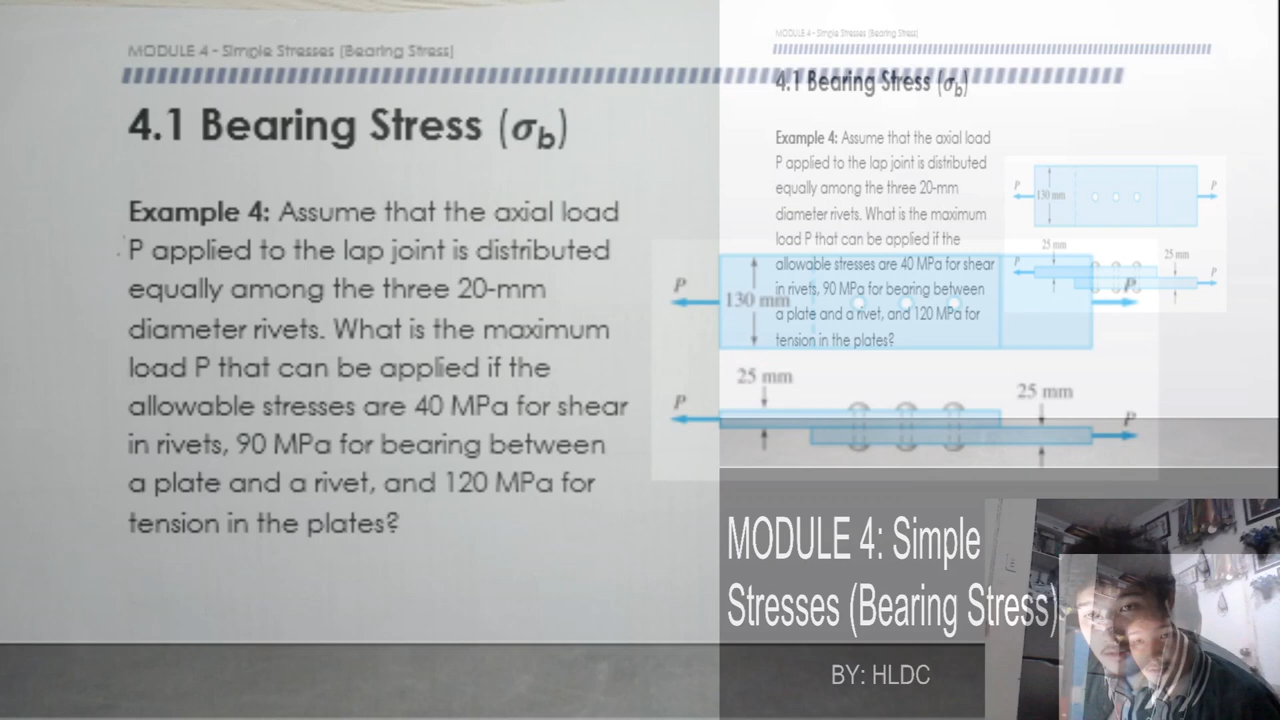 MODULE 4 - Simple Stresses (Bearing Stress)
4.1 Bearing Stress (σb)
Example 4: Assume that the axial load
P applied to the lap joint is distributed
equally among the three 20-mm
diameter rivets. What is the maximum
load P that can be applied if the
allowable stresses are 40 MPa for shear
in rivets, 90 MPa for bearing between
a plate and a rivet, and 120 MPa for
tension in the plates?
P
130 mm
P
25 mm
25 mm
P
P
MODULE 4 - Simple Stresses (Bearing Stress)
4.1 Bearing Stress (σb)
Example 4: Assume that the axial load
P applied to the lap joint is distributed
equally among the three 20-mm
diameter rivets. What is the maximum
load P that can be applied if the
allowable stresses are 40 MPa for shear
in rivets, 90 MPa for bearing between
a plate and a rivet, and 120 MPa for
tension in the plates?
P
130 mm
P
25 mm
25 mm
P
P
MODULE 4: Simple
Stresses (Bearing Stress)
BY: HLDC